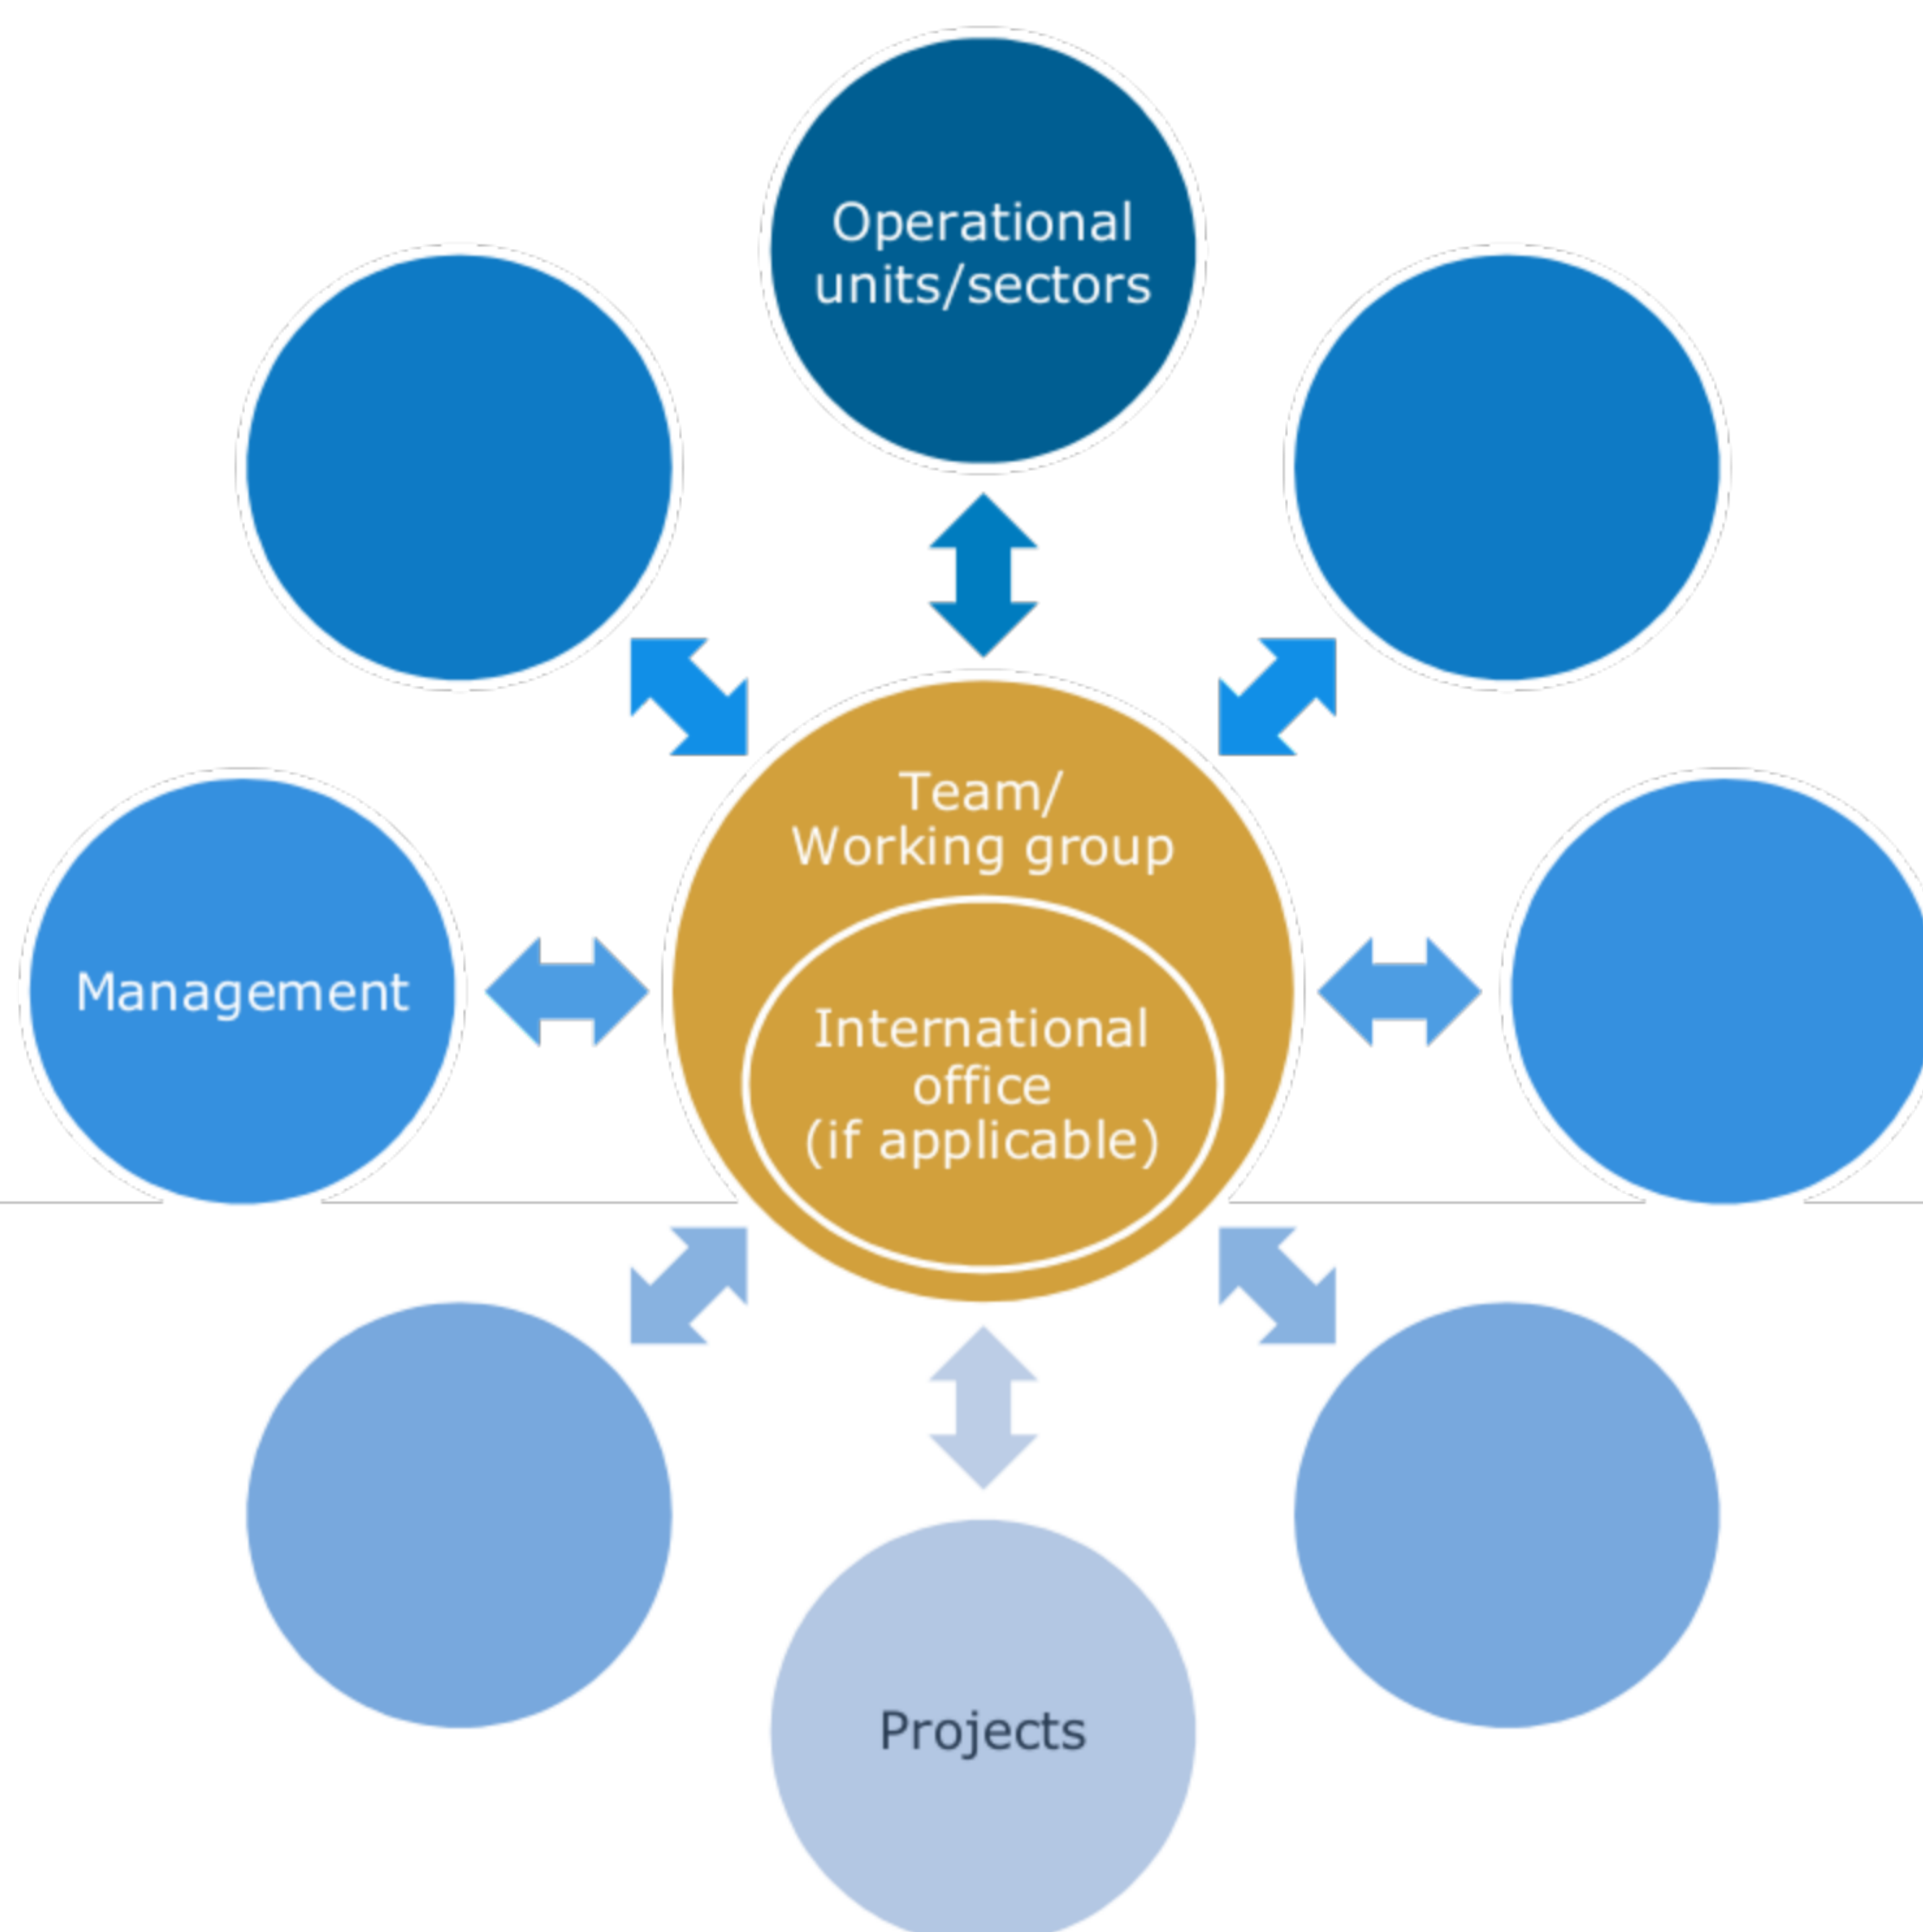 Operational
units/sectors
Team/
Working group
Management
International
office
(if applicable)
Projects